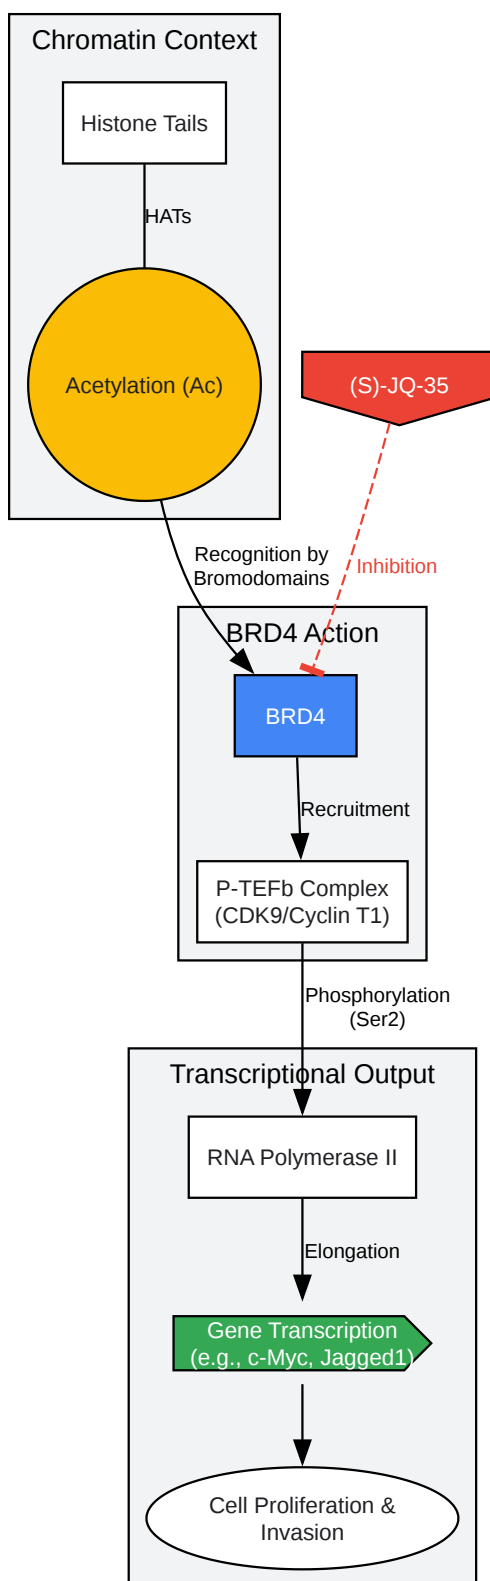 Chromatin Context
Histone Tails
HATs
Acetylation (Ac)
(S)-JQ-35
Recognition by
Bromodomains
Inhibition
BRD4 Action
BRD4
Recruitment
P-TEFb Complex
(CDK9/Cyclin T1)
Phosphorylation
(Ser2)
Transcriptional Output
RNA Polymerase II
Elongation
Gene Transcription
(e.g., c-Myc, Jagged1)
Cell Proliferation &
Invasion